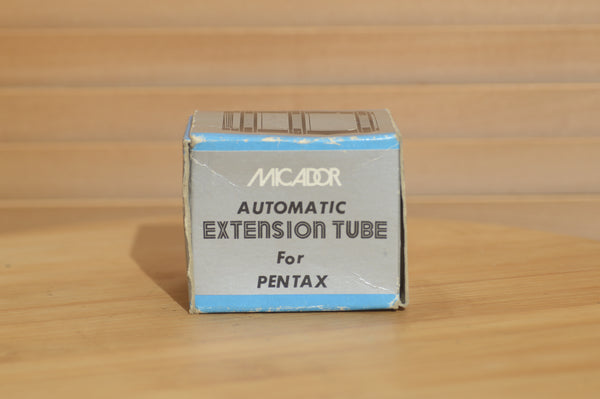 MICADOR
AUTOMATIC
EXTENSION TUBE
For
PENTAX